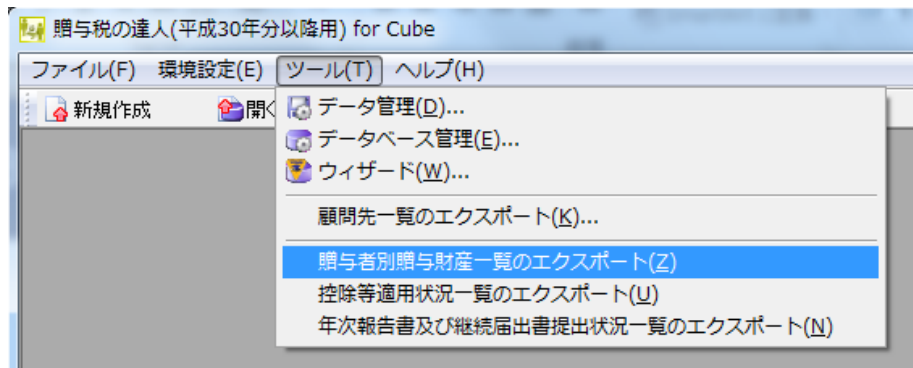 贈与税の達人(平成30年分以降用) for Cube
ファイル(F) 環境設定(E) ツール(T) ヘルプ(H)
新規作成 開く
データ管理(D)...
データベース管理(E)...
ウィザード(W)...
顧問先一覧のエクスポート(K)...
贈与者別贈与財産一覧のエクスポート(Z)
控除等適用状況一覧のエクスポート(U)
年次報告書及び継続届出書提出状況一覧のエクスポート(N)